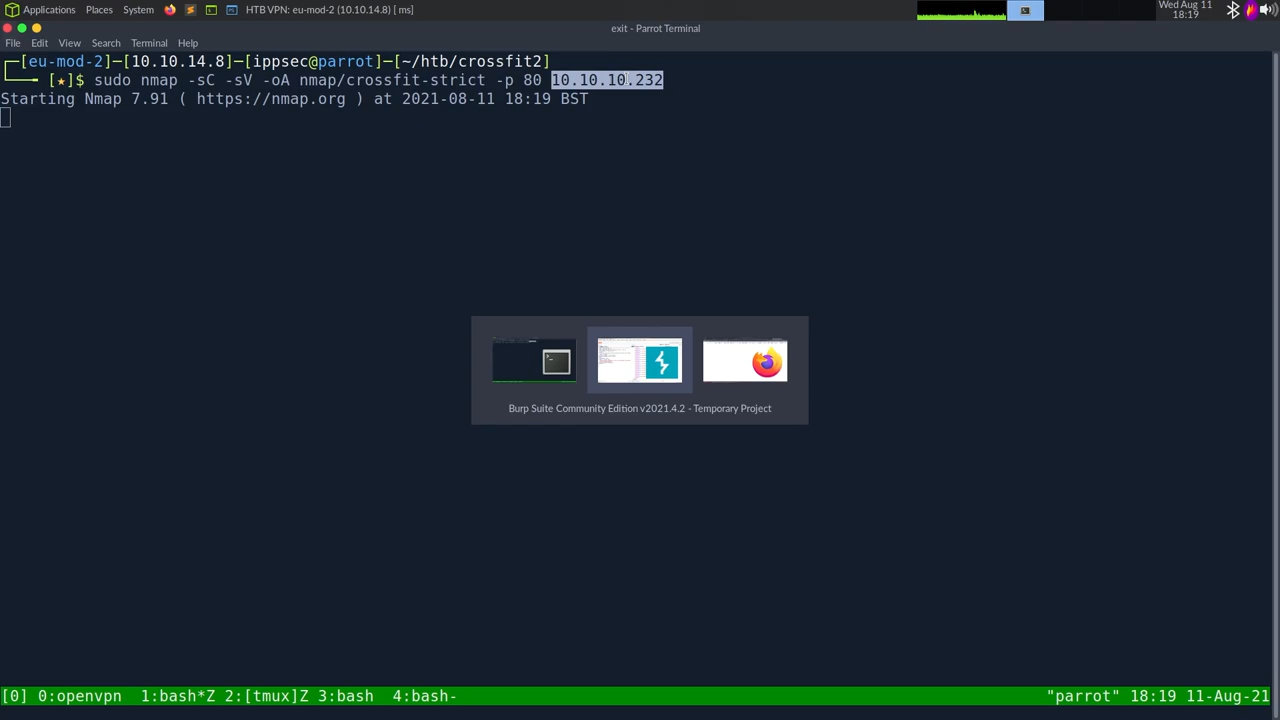 Applications Places System HTB VPN: eu-mod-2 (10.10.14.8) [ ms] Wed Aug 11
18:19
exit - Parrot Terminal
File Edit View Search Terminal Help
┌─[eu-mod-2]─[10.10.14.8]─[ippsec@parrot]─[~/htb/crossfit2]
└──╼ [★]$ sudo nmap -sC -sV -oA nmap/crossfit-strict -p 80 10.10.10.232
Starting Nmap 7.91 ( https://nmap.org ) at 2021-08-11 18:19 BST
Burp Suite Community Edition v2021.4.2 - Temporary Project
[0] 0:openvpn 1:bash*Z 2:[tmux]Z 3:bash 4:bash- "parrot" 18:19 11-Aug-21